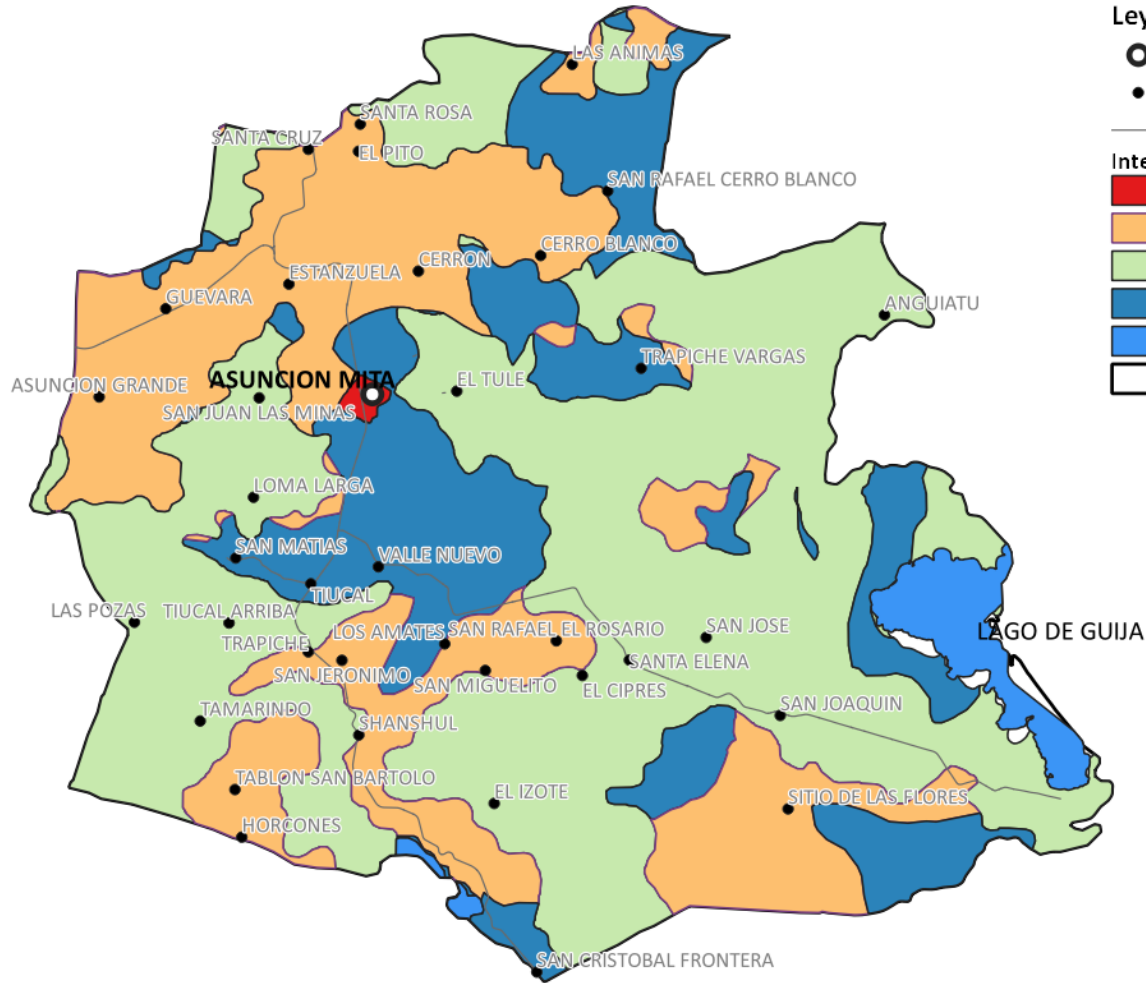 Ley
LAS ANIMAS
SANTA ROSA
SANTA CRUZ
EL PITO
Inte
SAN RAFAEL CERRO BLANCO
CERRO BLANCO
CERRON
ESTANZUELA
GUEVARA
ANGUIATU
TRAPICHE VARGAS
ASUNCION GRANDE
ASUNCION MITA
EL TULE
SAN JUAN LAS MINAS
LOMA LARGA
SAN MATIAS
VALLE NUEVO
TIUCAL
LAS POZAS
TIUCAL ARRIBA
LOS AMATES
SAN RAFAEL EL ROSARIO
SAN JOSE
LAGO DE GUIJA
TRAPICHE
SANTA ELENA
SAN JERONIMO
SAN MIGUELITO
EL CIPRES
TAMARINDO
SAN JOAQUIN
SHANSHUL
TABLON SAN BARTOLO
EL IZOTE
SITIO DE LAS FLORES
HORCONES
SAN CRISTOBAL FRONTERA